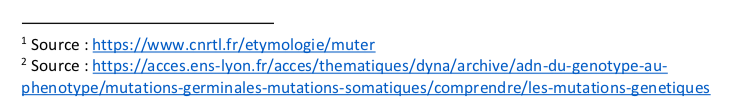 ¹ Source : https://www.cnrtl.fr/etymologie/muter
² Source : https://acces.ens-lyon.fr/acces/thematiques/dyna/archive/adn-du-genotype-au-
phenotype/mutations-germinales-mutations-somatiques/comprendre/les-mutations-genetiques